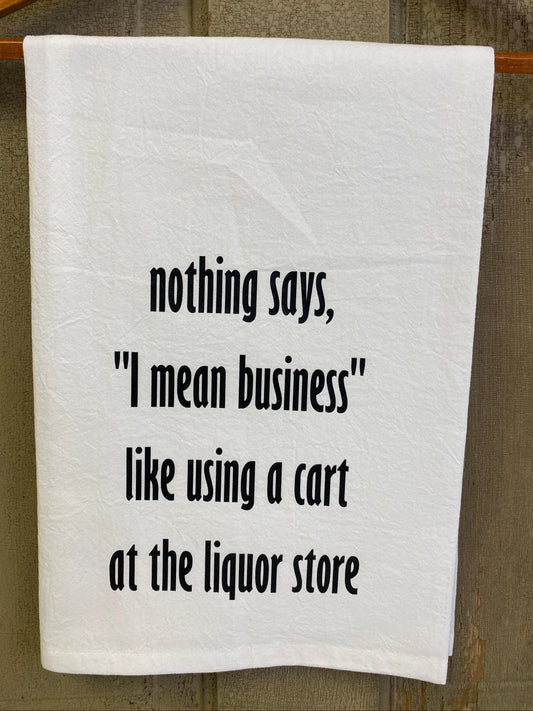 nothing says,
"I mean business"
like using a cart
at the liquor store